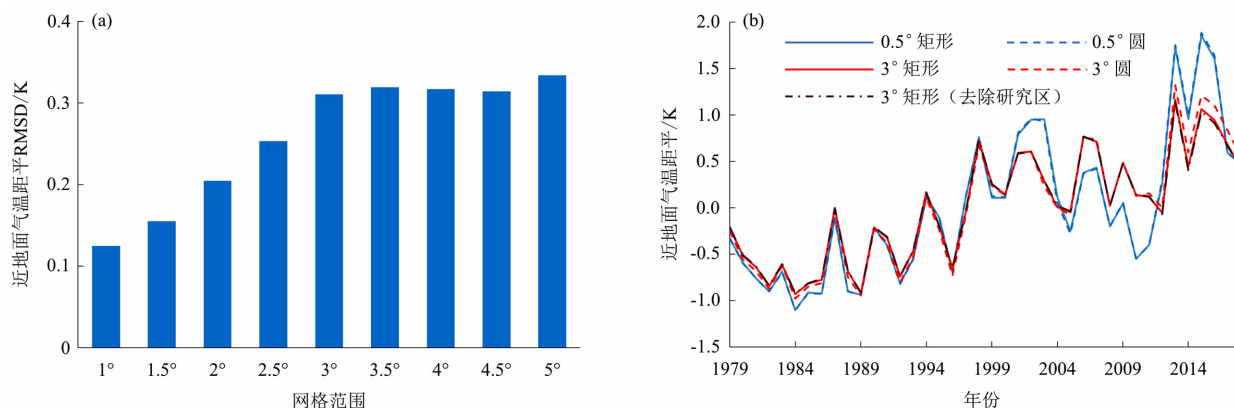 (a)
0.4
0.3
0.2
0.1
0
近地面气温距平RMSD/K
1° 1.5° 2° 2.5° 3° 3.5° 4° 4.5° 5°
网格范围
(b)
0.5° 矩形 0.5° 圆
3° 矩形 3° 圆
3° 矩形（去除研究区）
2.0
1.5
1.0
0.5
0.0
-0.5
-1.0
-1.5
近地面气温距平/K
1979 1984 1989 1994 1999 2004 2009 2014
年份